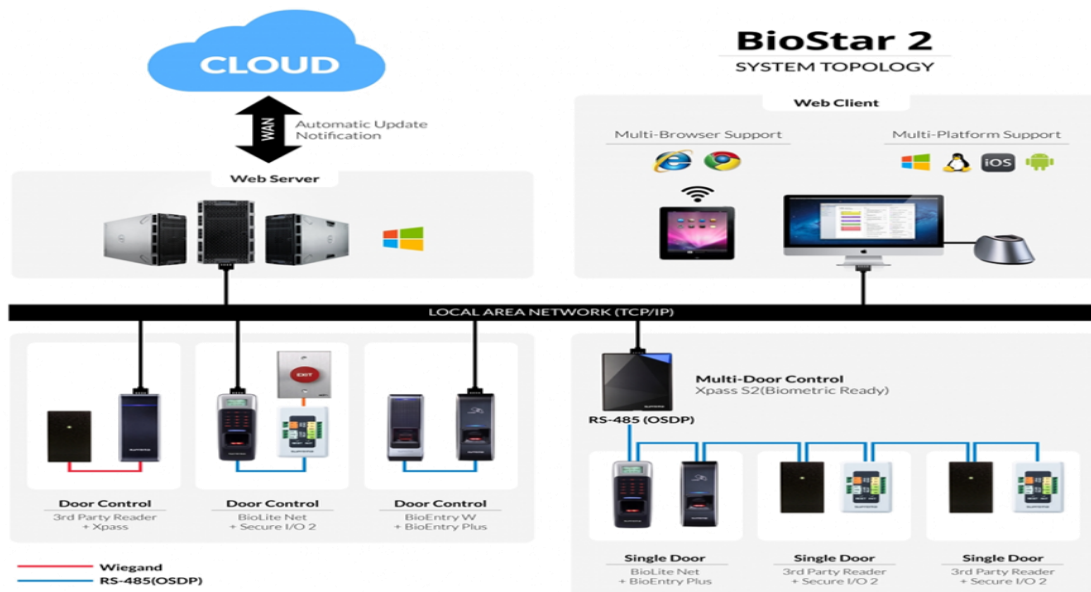 CLOUD
BioStar 2
SYSTEM TOPOLOGY
WAN
Automatic Update
Notification
Web Server
Web Client
Multi-Browser Support
Multi-Platform Support
iOS
LOCAL AREA NETWORK (TCP/IP)
EXIT
Door Control
3rd Party Reader
+ Xpass
Door Control
BioLite Net
+ Secure I/O 2
Door Control
BioEntry W
+ BioEntry Plus
Multi-Door Control
Xpass S2(Biometric Ready)
RS-485 (OSDP)
Single Door
BioLite Net
+ BioEntry Plus
Single Door
3rd Party Reader
+ Secure I/O 2
Single Door
3rd Party Reader
+ Secure I/O 2
Wiegand
RS-485(OSDP)